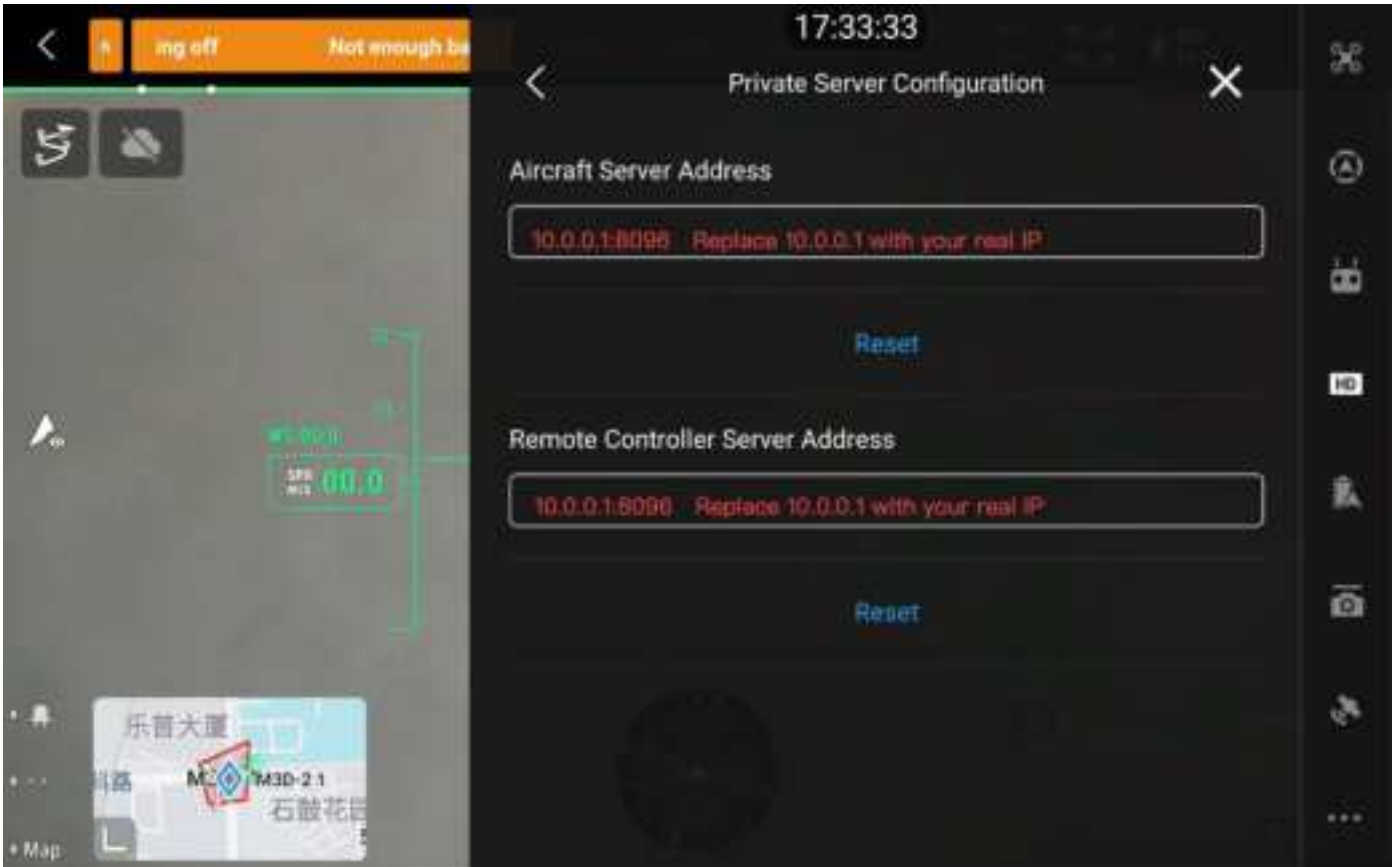 17:33:33
ing off Not enough ba
Private Server Configuration
Aircraft Server Address
10.0.0.1:8096 Replace 10.0.0.1 with your real IP
Reset
HD
Remote Controller Server Address
SPD 00.0
10.0.0.1:8096 Replace 10.0.0.1 with your real IP
Reset
乐普大厦
M3D-2 1
石鼓花园
Map